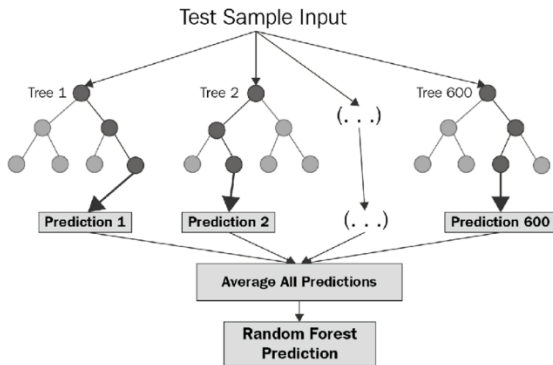 Test Sample Input
Tree 1
Tree 2
(. . .)
Tree 600
Prediction 1
Prediction 2
(. . .)
Prediction 600
Average All Predictions
Random Forest
Prediction